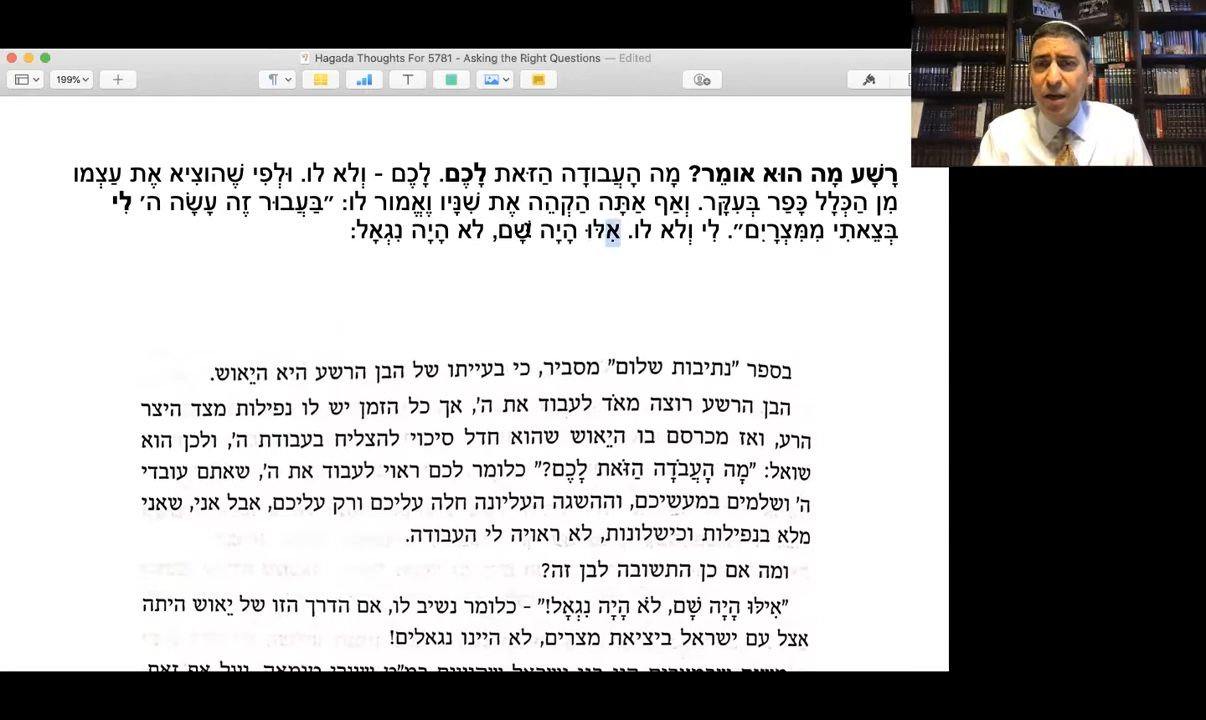 Hagada Thoughts For 5781 - Asking the Right Questions — Edited
199%
רָשָׁע מָה הוּא אוֹמֵר? מָה הָעֲבוֹדָה הַזֹּאת לָכֶם. לָכֶם - וְלֹא לוֹ. וּלְפִי שֶׁהוֹצִיא אֶת עַצְמוֹ
מִן הַכְּלָל כָּפַר בְּעִקָּר. וְאַף אַתָּה הַקְהֵה אֶת שִׁנָּיו וֶאֱמוֹר לוֹ: ״בַּעֲבוּר זֶה עָשָׂה ה׳ לִי
בְּצֵאתִי מִמִּצְרָיִם״. לִי וְלֹא לוֹ. אִלּוּ הָיָה שָׁם, לֹא הָיָה נִגְאָל:
בספר "נתיבות שלום" מסביר, כי בעייתו של הבן הרשע היא היֵאוש.
הבן הרשע רוצה מאֹד לעבוד את ה', אך כל הזמן יש לו נפילות מצד היצר
הרע, ואז מכרסם בו היֵאוש שהוא חדל סיכוי להצליח בעבודת ה', ולכן הוא
שואל: "מָה הָעֲבֹדָה הַזֹּאת לָכֶם?" כלומר לכם ראוי לעבוד את ה', שאתם עובדי
ה' ושלמים במעשיכם, וההשגה העליונה חלה עליכם ורק עליכם, אבל אני, שאני
מלא בנפילות וכישלונות, לא ראויה לי העבודה.
ומה אם כן התשובה לבן זה?
"אִילּוּ הָיָה שָׁם, לֹא הָיָה נִגְאָל!" - כלומר נשיב לו, אם הדרך הזו של יֵאוש היתה
אצל עם ישראל ביציאת מצרים, לא היינו נגאלים!